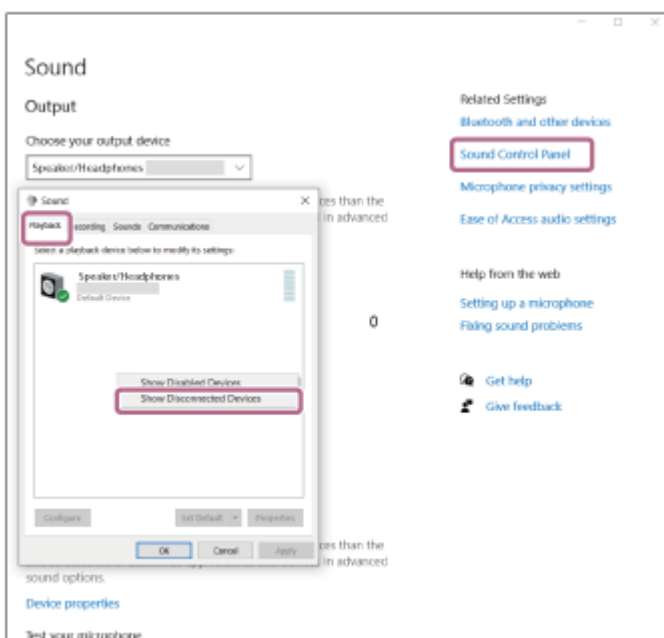 Sound
Output
Choose your output device
Speaker/Headphones
Sound
Playback Recording Sounds Communications
Select a playback device below to modify its settings:
Speaker/Headphones
Default Device
Show Disabled Devices
Show Disconnected Devices
Configure Set Default Properties
OK Cancel Apply
ces than the
in advanced
0
ces than the
in advanced
sound options.
Device properties
Test your microphone
Related Settings
Bluetooth and other devices
Sound Control Panel
Microphone privacy settings
Ease of Access audio settings
Help from the web
Setting up a microphone
Fixing sound problems
Get help
Give feedback